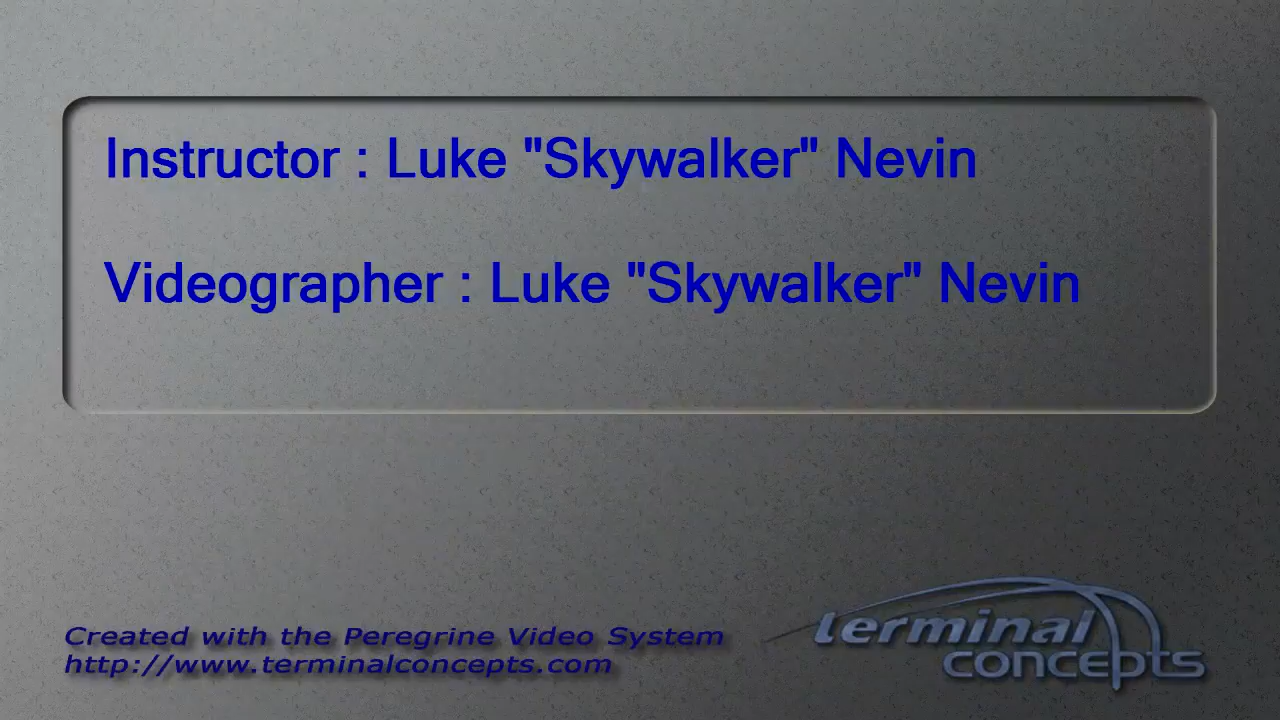 Instructor : Luke "Skywalker" Nevin
Videographer : Luke "Skywalker" Nevin
Created with the Peregrine Video System
http://www.terminalconcepts.com
terminal
concepts